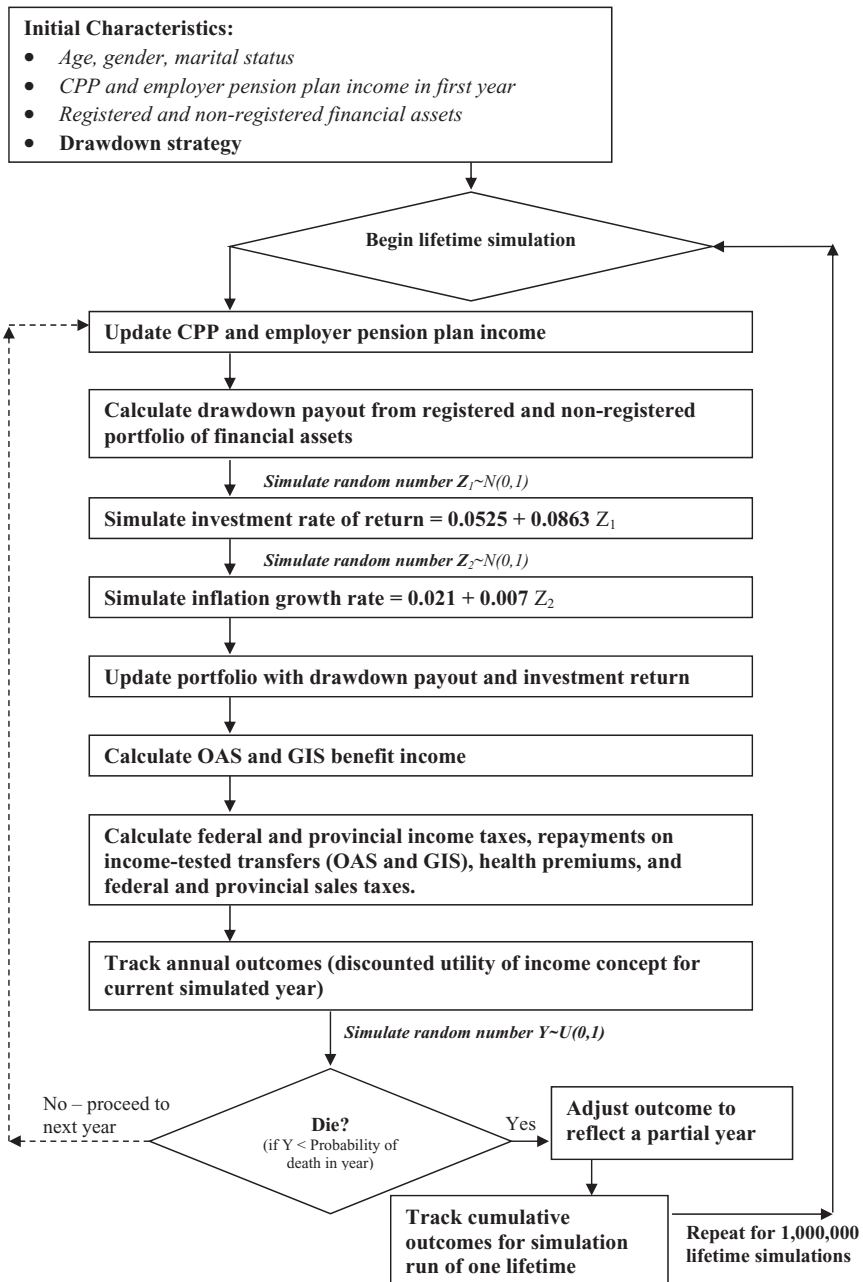 Initial Characteristics:
• Age, gender, marital status
• CPP and employer pension plan income in first year
• Registered and non-registered financial assets
• Drawdown strategy
Begin lifetime simulation
Update CPP and employer pension plan income
Calculate drawdown payout from registered and non-registered
portfolio of financial assets
Simulate random number Z₁~N(0,1)
Simulate investment rate of return = 0.0525 + 0.0863 Z₁
Simulate random number Z₂~N(0,1)
Simulate inflation growth rate = 0.021 + 0.007 Z₂
Update portfolio with drawdown payout and investment return
Calculate OAS and GIS benefit income
Calculate federal and provincial income taxes, repayments on
income-tested transfers (OAS and GIS), health premiums, and
federal and provincial sales taxes.
Track annual outcomes (discounted utility of income concept for
current simulated year)
Simulate random number Y~U(0,1)
No – proceed to
next year
Die?
(if Y < Probability of
death in year)
Yes
Adjust outcome to
reflect a partial year
Track cumulative
outcomes for simulation
run of one lifetime
Repeat for 1,000,000
lifetime simulations